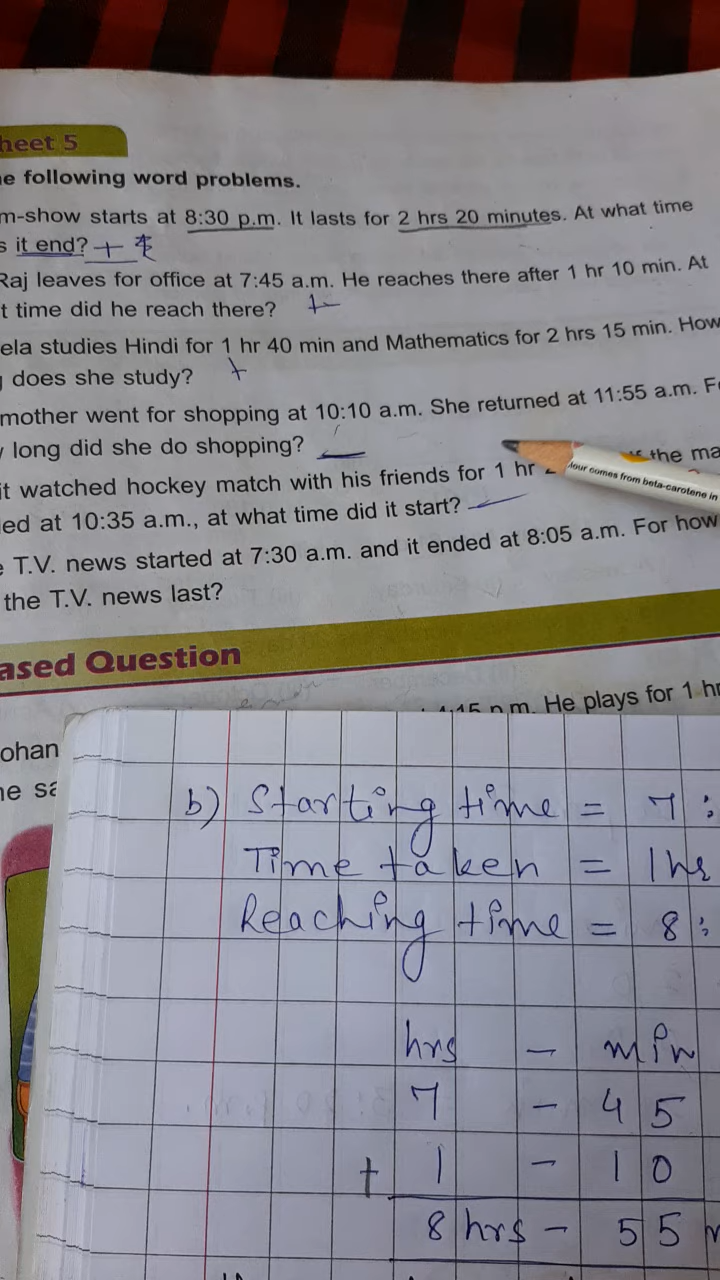 heet 5
e following word problems.
m-show starts at 8:30 p.m. It lasts for 2 hrs 20 minutes. At what time
s it end? +
Raj leaves for office at 7:45 a.m. He reaches there after 1 hr 10 min. At
t time did he reach there? +
ela studies Hindi for 1 hr 40 min and Mathematics for 2 hrs 15 min. How
does she study? +
mother went for shopping at 10:10 a.m. She returned at 11:55 a.m. F
long did she do shopping? —
it watched hockey match with his friends for 1 hr the ma
ed at 10:35 a.m., at what time did it start? —
T.V. news started at 7:30 a.m. and it ended at 8:05 a.m. For how
the T.V. news last?
our comes from beta-carotene in
ased Question
p.m. He plays for 1 hr
ohan
e sa
b) Starting time = 7:
Time taken = 1hr
Reaching time = 8:
hrs - min
7 - 45
+ 1 - 10
8 hrs - 55